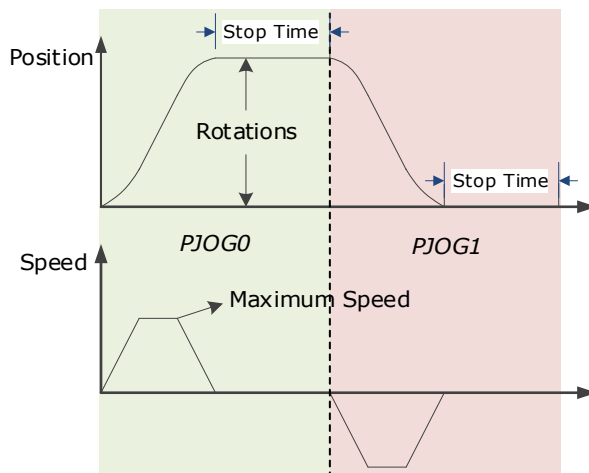 Stop Time
Position
Rotations
Stop Time
PJOG0
PJOG1
Speed
Maximum Speed